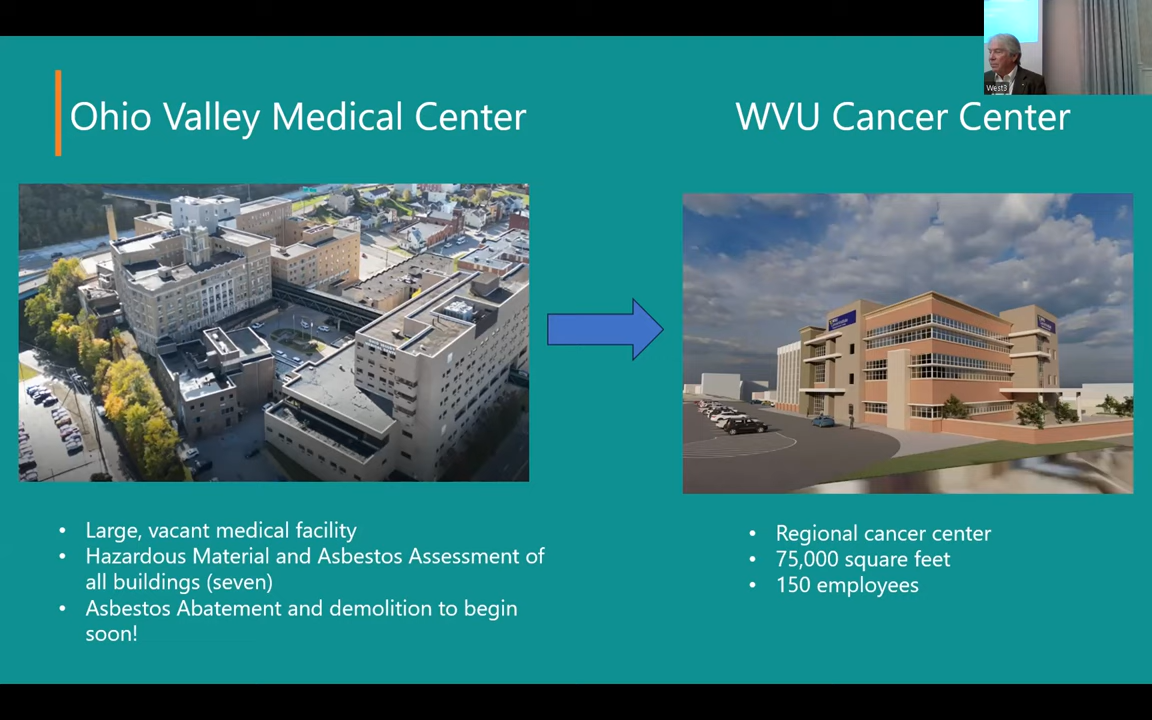 West3
Ohio Valley Medical Center
WVU Cancer Center
• Large, vacant medical facility
• Hazardous Material and Asbestos Assessment of
all buildings (seven)
• Asbestos Abatement and demolition to begin
soon!
• Regional cancer center
• 75,000 square feet
• 150 employees